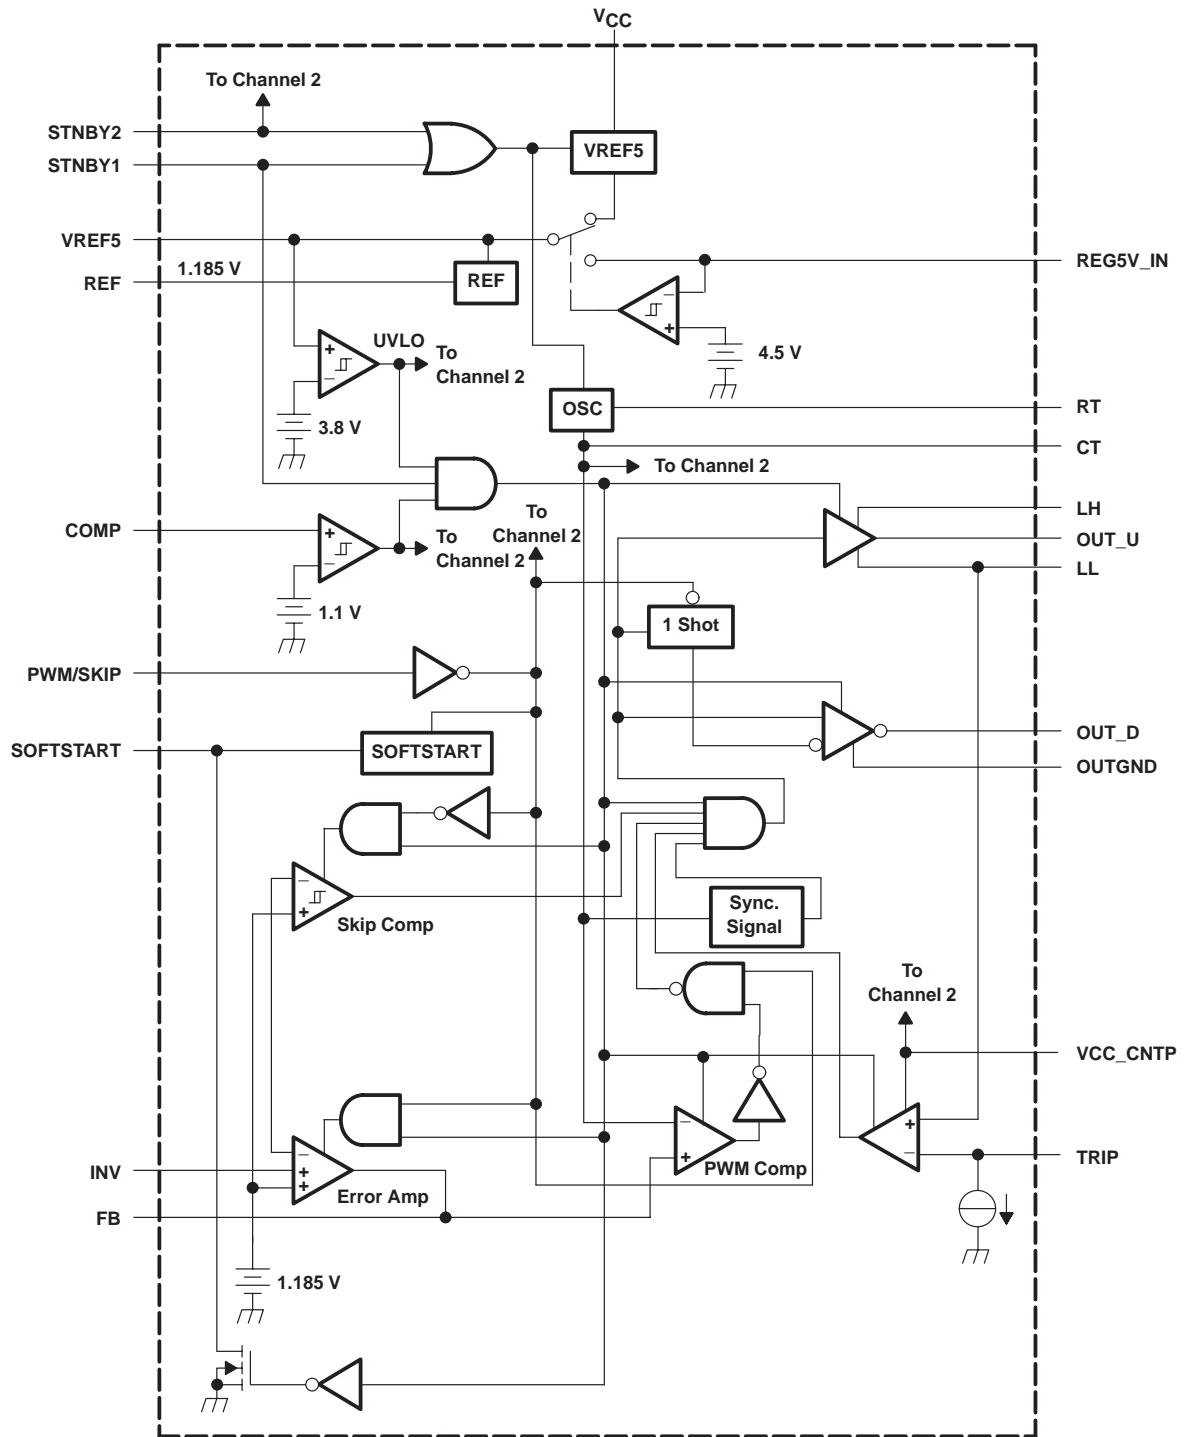 VCC
To Channel 2
STNBY2
STNBY1
VREF5
VREF5
REF
1.185 V
REF
REG5V_IN
−
+
4.5 V
+
−
UVLO
To
Channel 2
3.8 V
OSC
RT
CT
To Channel 2
COMP
+
−
To
Channel 2
To
Channel 2
1.1 V
LH
OUT_U
LL
1 Shot
PWM/SKIP
SOFTSTART
SOFTSTART
OUT_D
OUTGND
−
+
Skip Comp
Sync.
Signal
To
Channel 2
VCC_CNTP
−
+
PWM Comp
+
−
TRIP
INV
−
+
+
Error Amp
FB
1.185 V